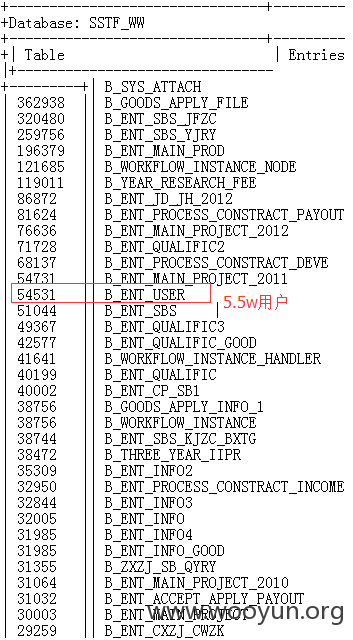 +--------------------------------+---------
+Database: SSTF_WW
+--------------------------------+---------
+| Table | Entries
|+--------------------------------
+---------+ B_SYS_ATTACH
| 362938 | B_GOODS_APPLY_FILE
| 320480 | B_ENT_SBS_JFZC
| 259756 | B_ENT_SBS_YJRY
| 196379 | B_ENT_MAIN_PROD
| 121685 | B_WORKFLOW_INSTANCE_NODE
| 119011 | B_YEAR_RESEARCH_FEE
| 86872 | B_ENT_JD_JH_2012
| 81624 | B_ENT_PROCESS_CONSTRACT_PAYOUT
| 76636 | B_ENT_MAIN_PROJECT_2012
| 71728 | B_ENT_QUALIFIC2
| 68137 | B_ENT_PROCESS_CONSTRACT_DEVE
| 54731 | B_ENT_MAIN_PROJECT_2011
| 54531 | B_ENT_USER 5.5w用户
| 51044 | B_ENT_SBS |
| 49367 | B_ENT_QUALIFIC3
| 42577 | B_ENT_QUALIFIC_GOOD
| 41641 | B_WORKFLOW_INSTANCE_HANDLER
| 40199 | B_ENT_QUALIFIC
| 40002 | B_ENT_CP_SB1
| 38756 | B_GOODS_APPLY_INFO_1
| 38756 | B_WORKFLOW_INSTANCE
| 38744 | B_ENT_SBS_KJZC_BXTG
| 38472 | B_THREE_YEAR_IIPR
| 35309 | B_ENT_INFO2
| 32950 | B_ENT_PROCESS_CONSTRACT_INCOME
| 32844 | B_ENT_INFO3
| 32005 | B_ENT_INFO
| 31985 | B_ENT_INFO4
| 31985 | B_ENT_INFO_GOOD
| 31355 | B_ZXZJ_SB_QYRY
| 31064 | B_ENT_MAIN_PROJECT_2010
| 31032 | B_ENT_ACCEPT_APPLY_PAYOUT
| 30003 | B_ENT_MAIN_PROJECT
| 29259 | B_ENT_CXZJ_CWZK
www.wooyun.org